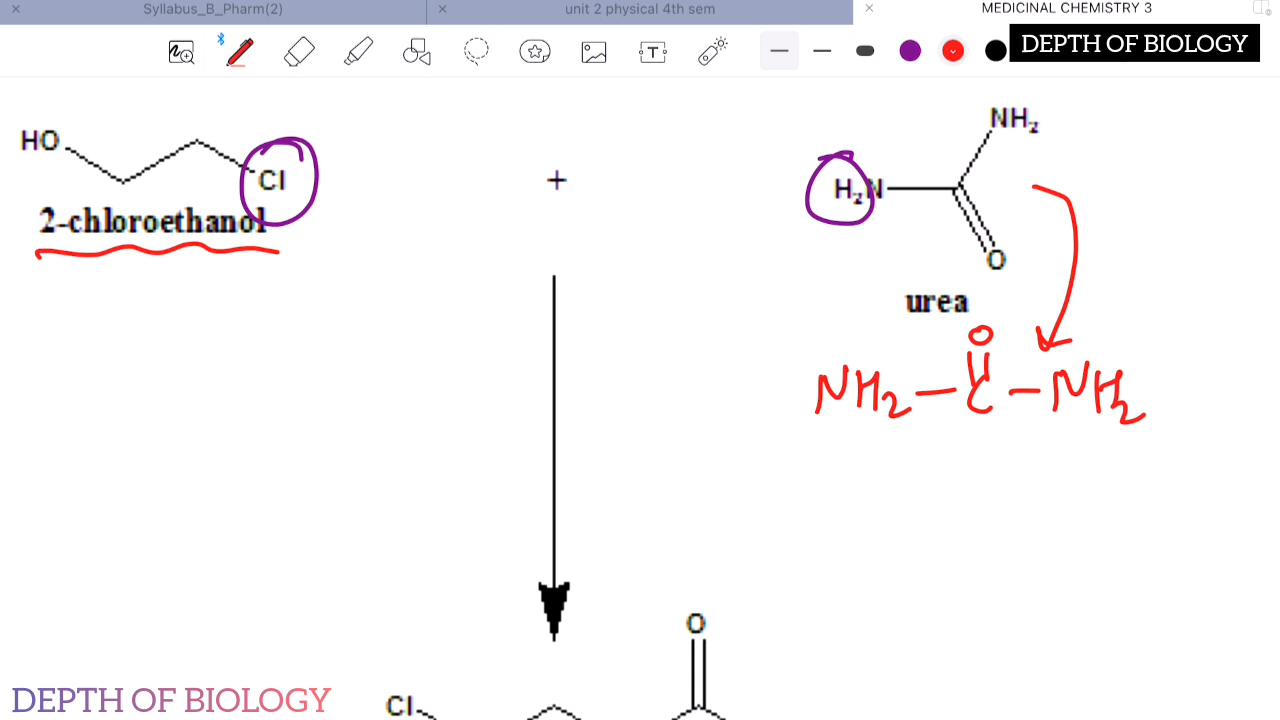 Syllabus_B_Pharm(2)
unit 2 physical 4th sem
MEDICINAL CHEMISTRY 3
T
DEPTH OF BIOLOGY
HO
Cl
2-chloroethanol
+
NH2
H2N
O
urea
O
NH2 — C — NH2
O
Cl
DEPTH OF BIOLOGY